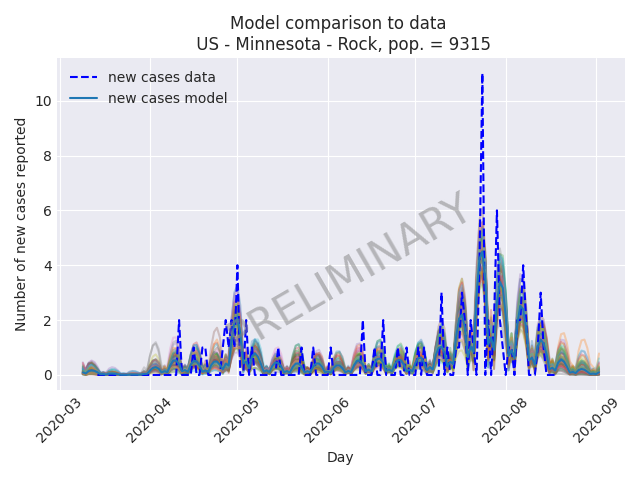 Model comparison to data
US - Minnesota - Rock, pop. = 9315
new cases data
new cases model
Number of new cases reported
10
8
6
4
2
0
PRELIMINARY
2020-03
2020-04
2020-05
2020-06
2020-07
2020-08
2020-09
Day